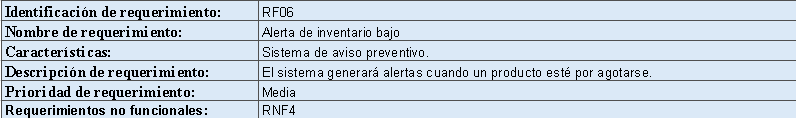 Identificación de requerimiento: RF06
Nombre de requerimiento: Alerta de inventario bajo
Características: Sistema de aviso preventivo.
Descripción de requerimiento: El sistema generará alertas cuando un producto esté por agotarse.
Prioridad de requerimiento: Media
Requerimientos no funcionales: RNF4